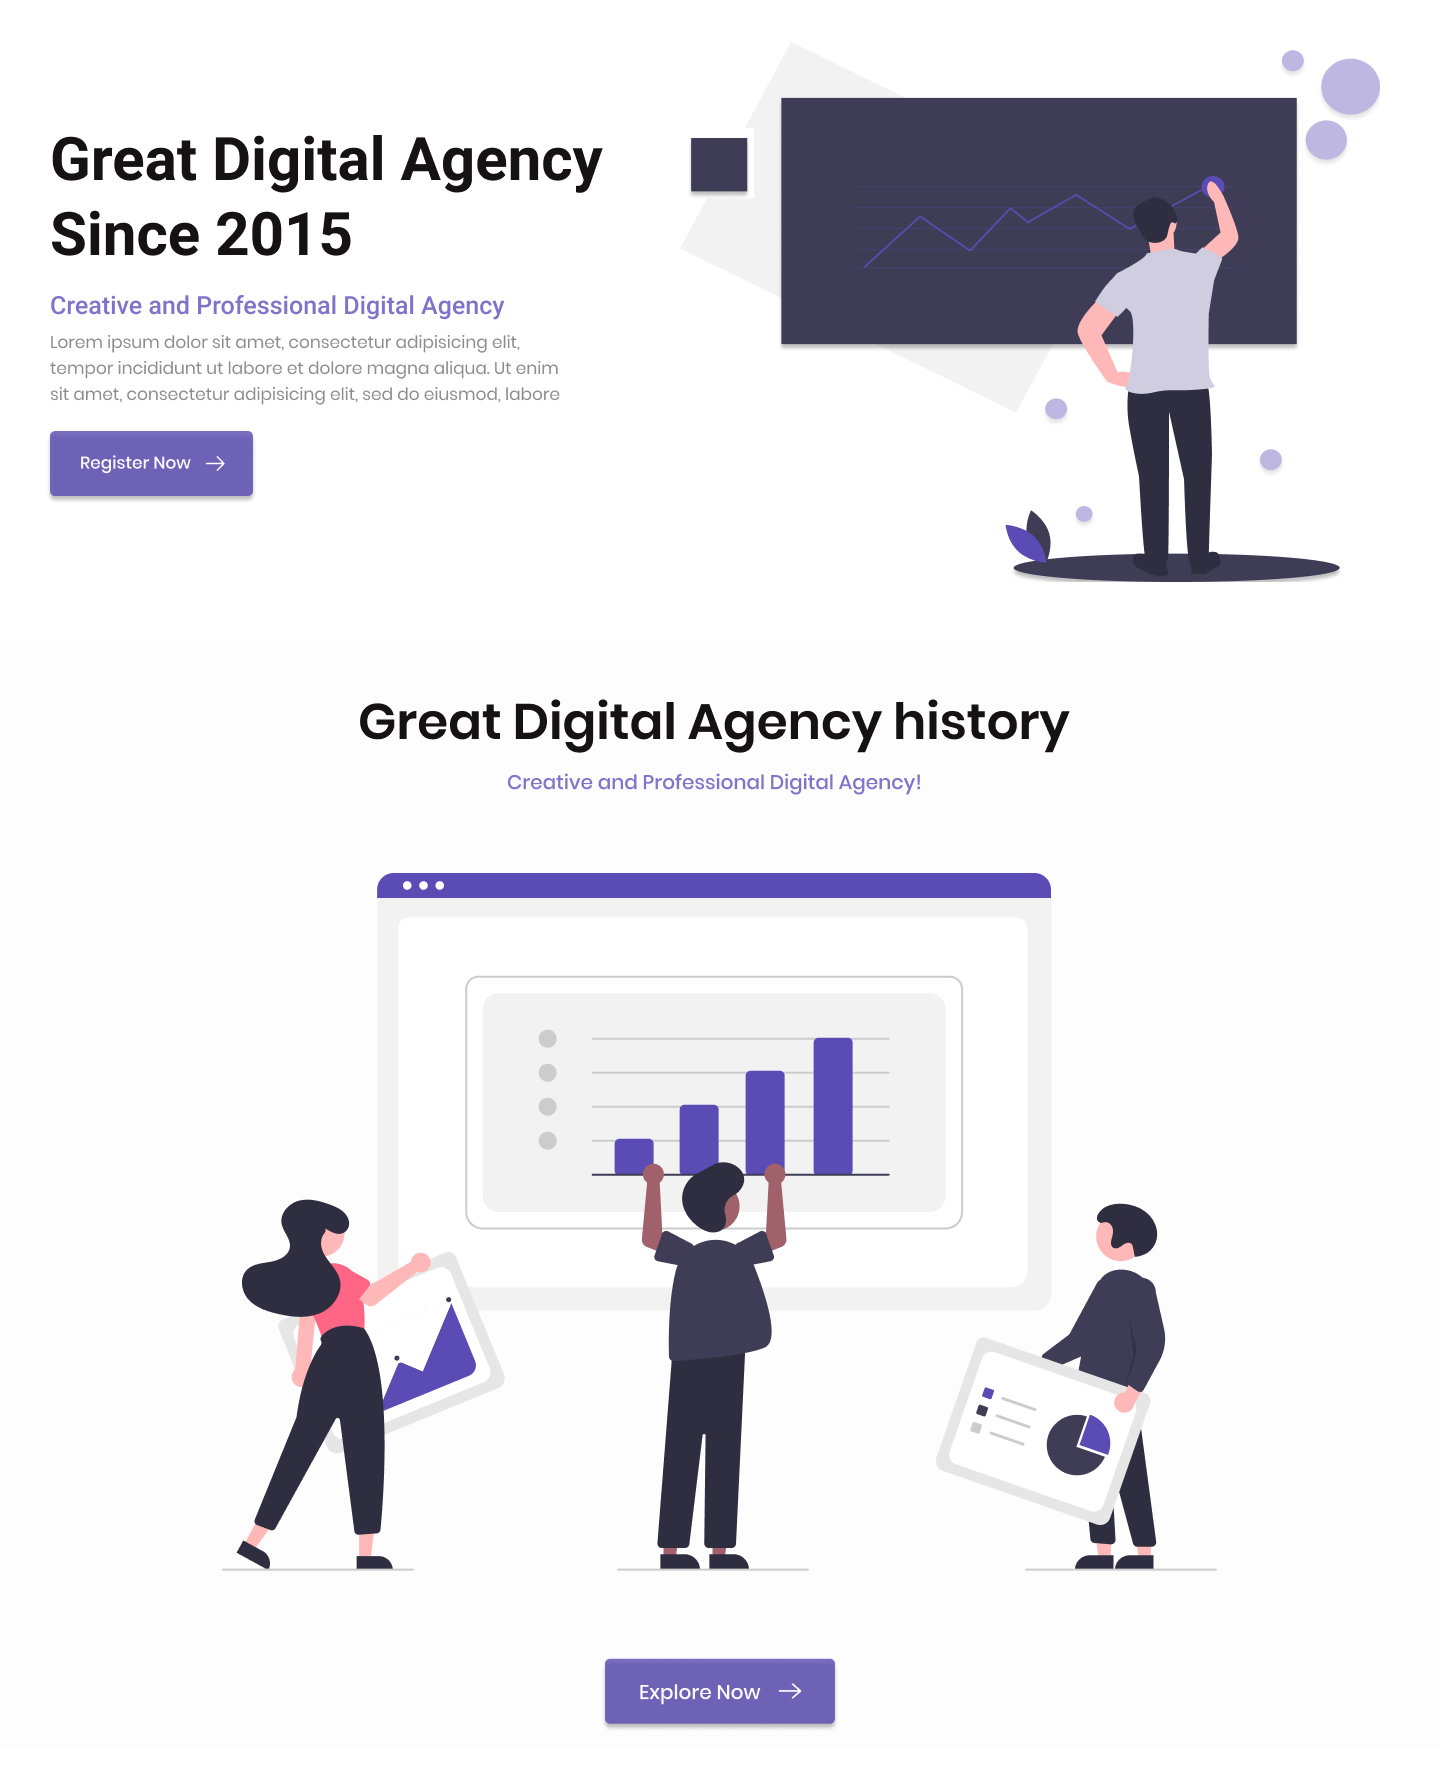 Great Digital Agency
Since 2015
Creative and Professional Digital Agency
Lorem ipsum dolor sit amet, consectetur adipisicing elit,
tempor incididunt ut labore et dolore magna aliqua. Ut enim
sit amet, consectetur adipisicing elit, sed do eiusmod, labore
Register Now
Great Digital Agency history
Creative and Professional Digital Agency!
Explore Now